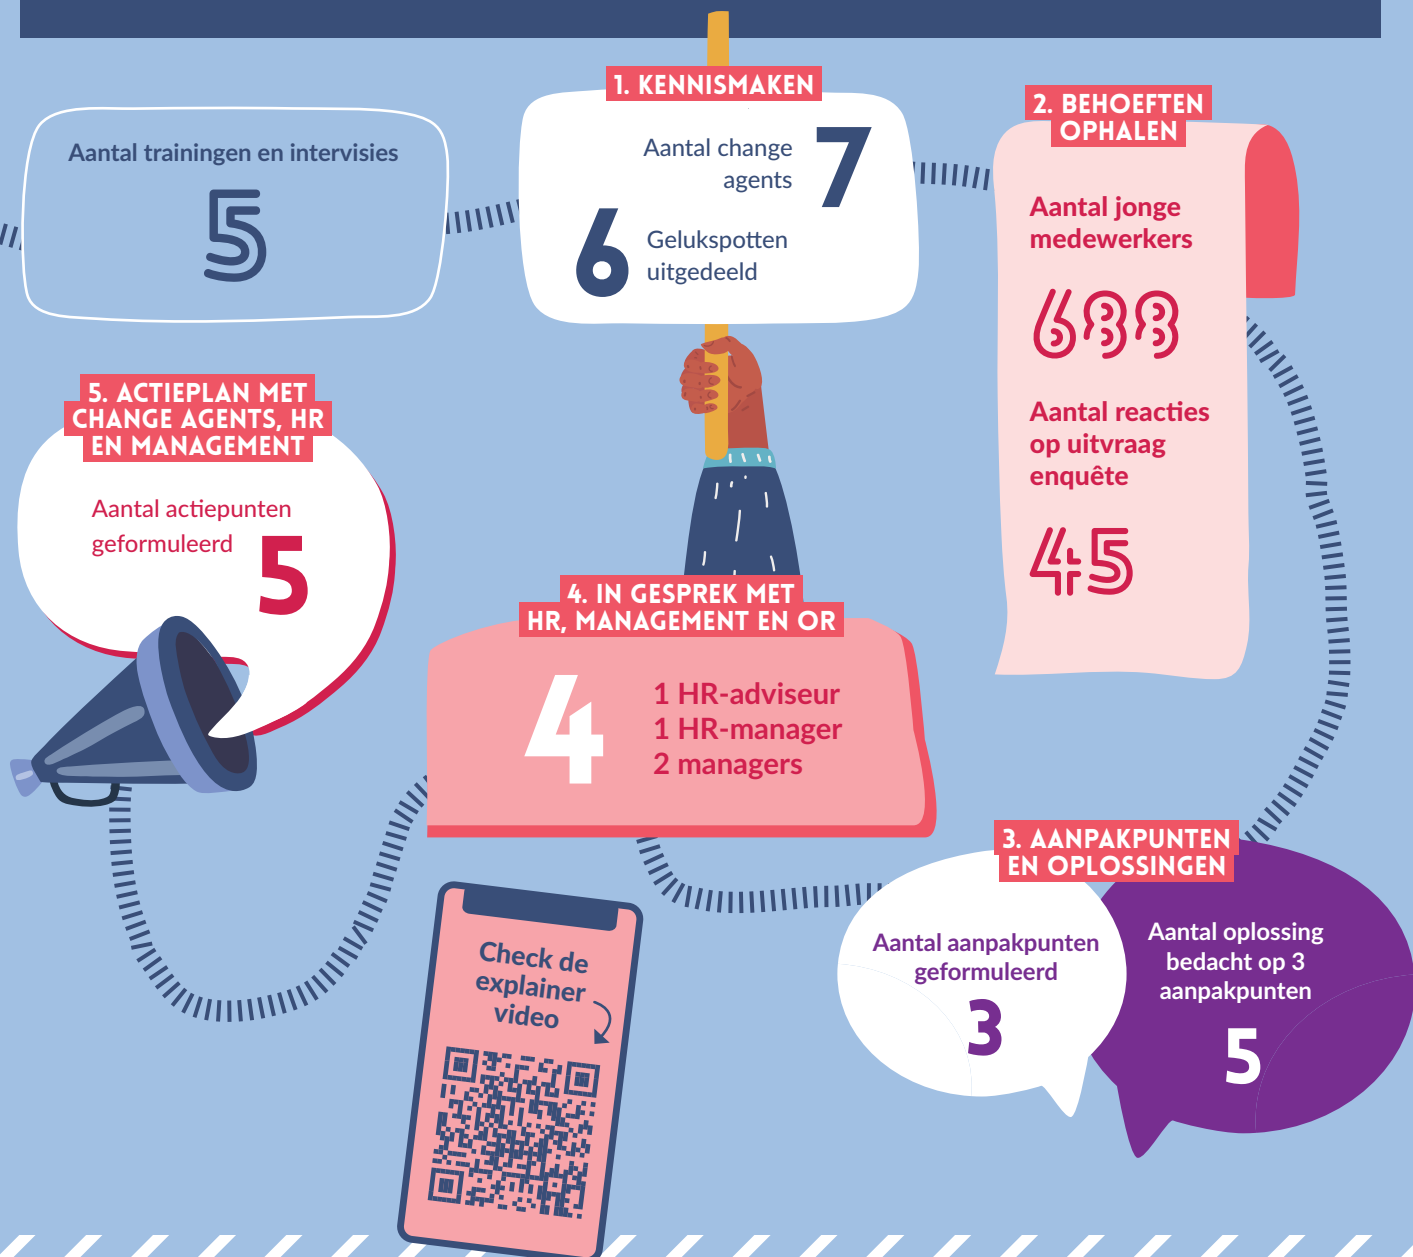 1. KENNISMAKEN
Aantal change
agents
7
6
Gelukspotten
uitgedeeld
Aantal trainingen en intervisies
5
2. BEHOEFTEN
OPHALEN
Aantal jonge
medewerkers
688
Aantal reacties
op uitvraag
enquête
45
5. ACTIEPLAN MET
CHANGE AGENTS, HR
EN MANAGEMENT
Aantal actiepunten
geformuleerd
5
4. IN GESPREK MET
HR, MANAGEMENT EN OR
4
1 HR-adviseur
1 HR-manager
2 managers
3. AANPAKPUNTEN
EN OPLOSSINGEN
Aantal aanpakpunten
geformuleerd
3
Aantal oplossing
bedacht op 3
aanpakpunten
5
Check de
explainer
video